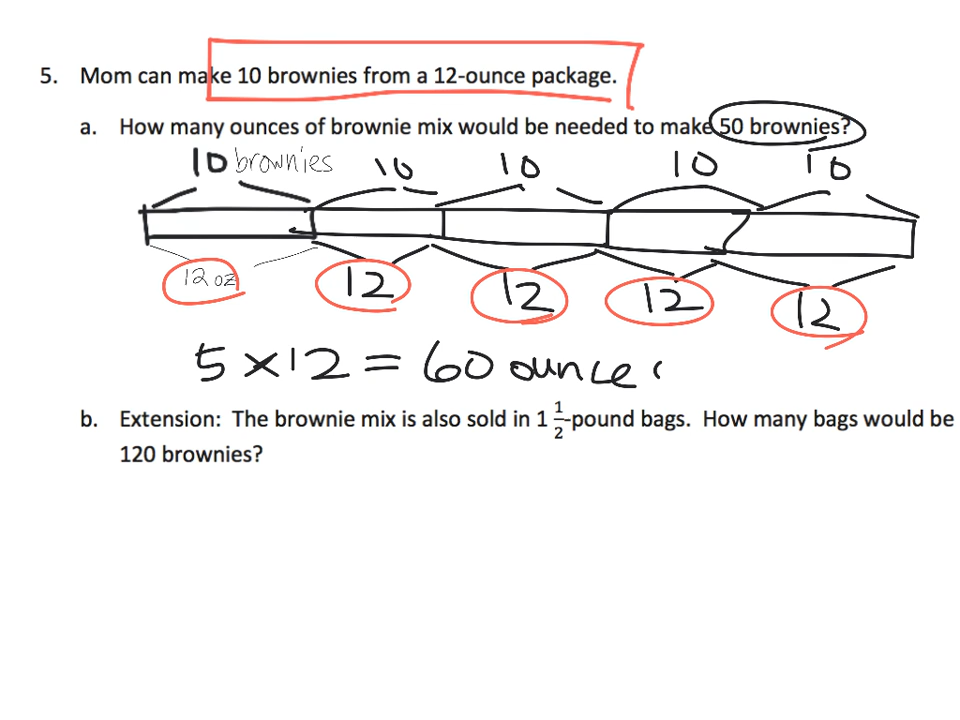 5. Mom can make 10 brownies from a 12-ounce package.
a. How many ounces of brownie mix would be needed to make 50 brownies?
10 brownies 10 10 10 10
12 oz 12 12 12 12
5 × 12 = 60 ounce
b. Extension: The brownie mix is also sold in 1 1/2-pound bags. How many bags would be
120 brownies?